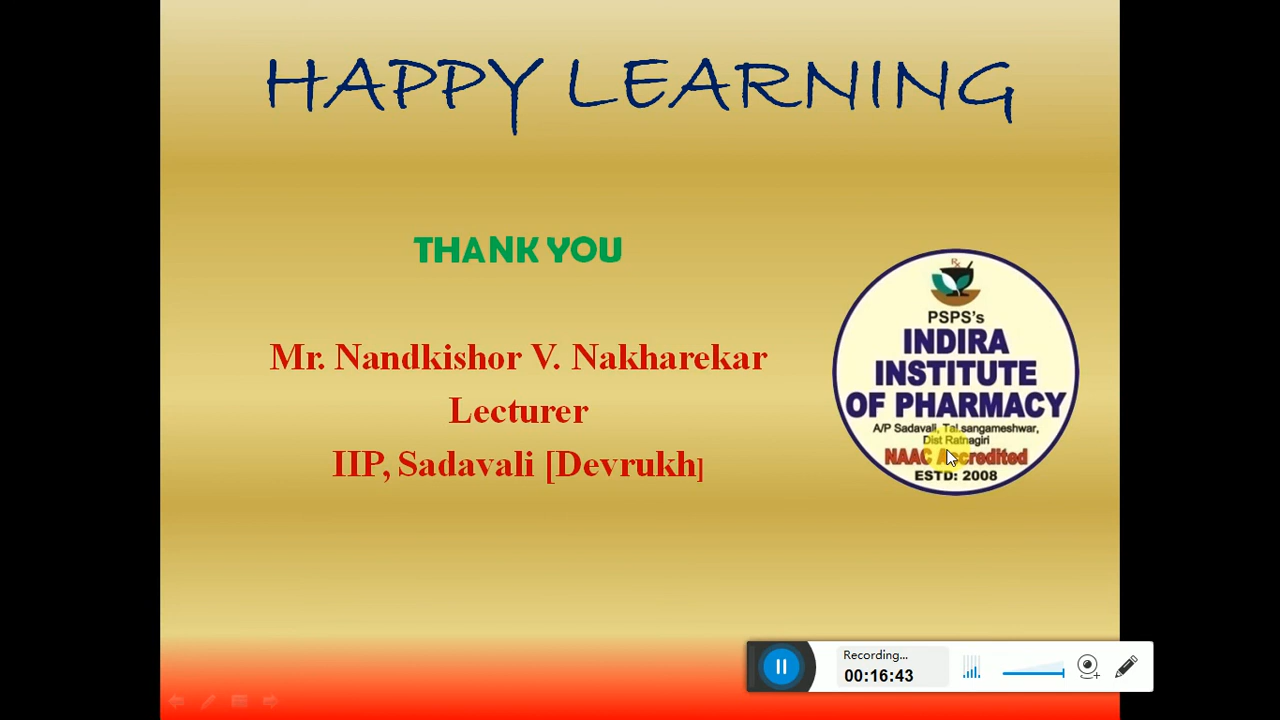 HAPPY LEARNING
THANK YOU
Mr. Nandkishor V. Nakharekar
Lecturer
IIP, Sadavali [Devrukh]
Rx
PSPS's
INDIRA
INSTITUTE
OF PHARMACY
A/P Sadavali, Tal.sangameshwar,
Dist Ratnagiri
NAAC Accredited
ESTD: 2008
Recording...
00:16:43